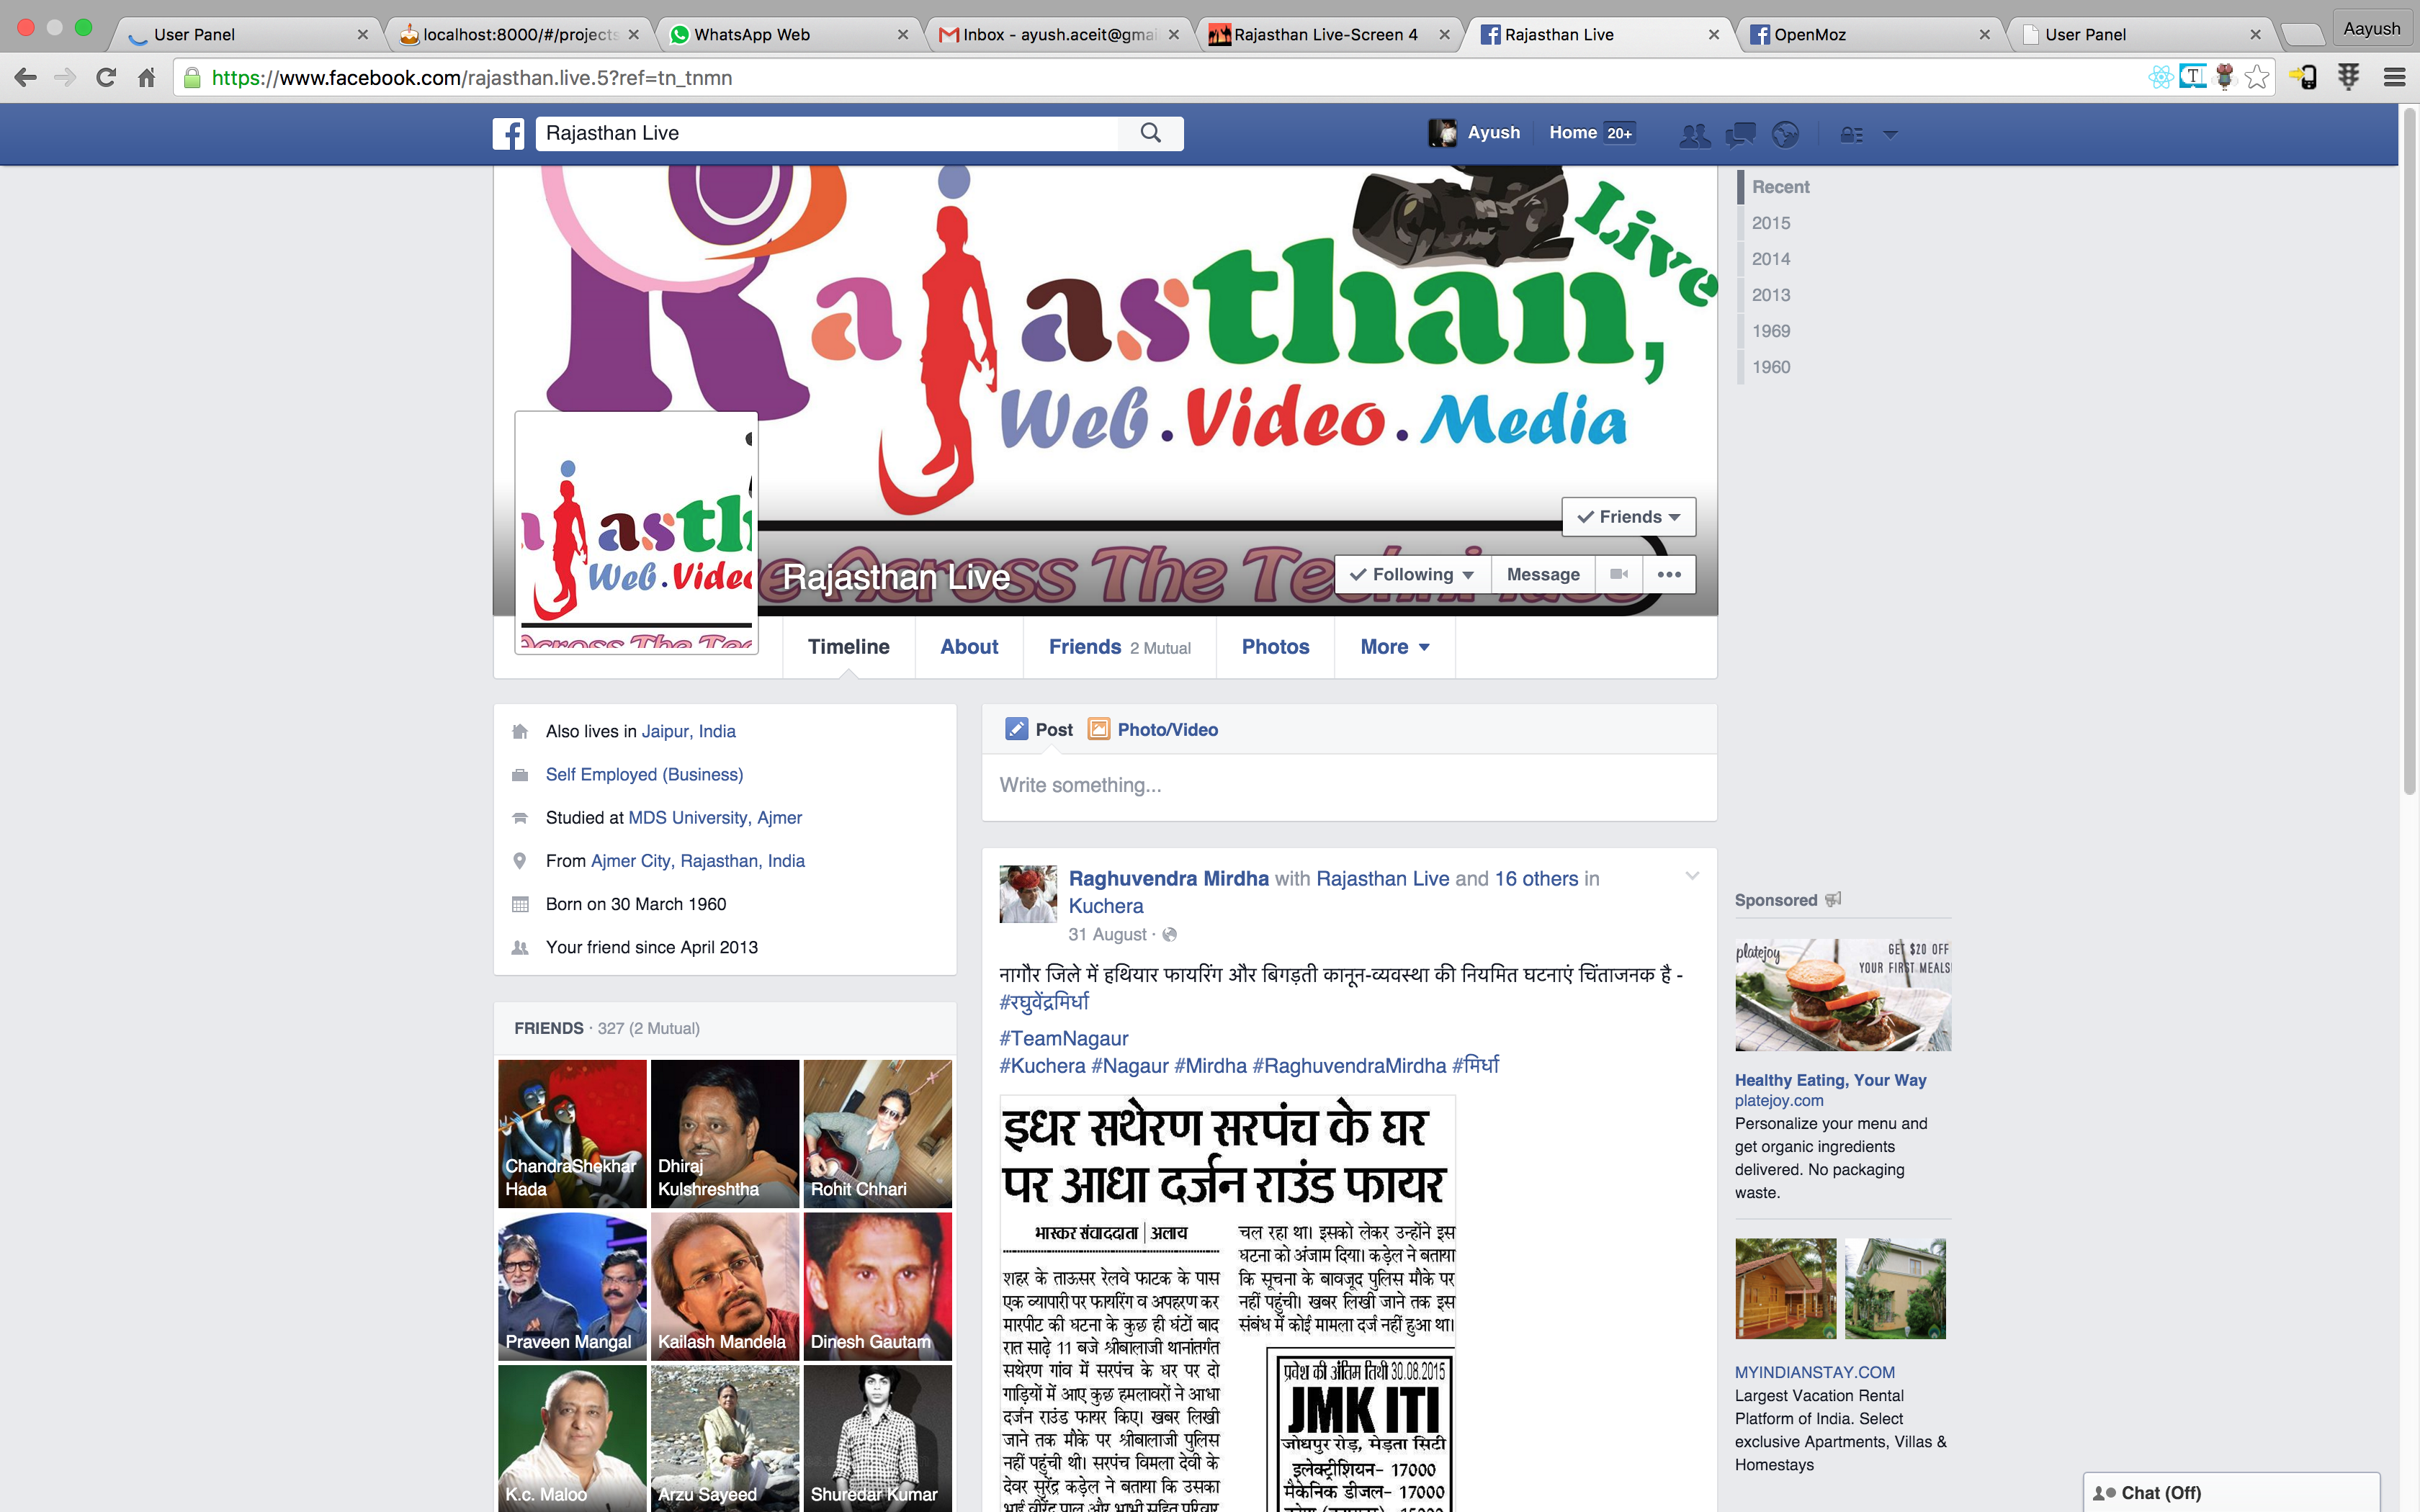 User Panel
localhost:8000/#/projects
WhatsApp Web
Inbox - ayush.aceit@gmai
Rajasthan Live-Screen 4
Rajasthan Live
OpenMoz
User Panel
Aayush
https://www.facebook.com/rajasthan.live.5?ref=tn_tnmn
Rajasthan Live
Ayush
Home 20+
Rajasthan, Live
Web.Video.Media
Across The Te
Friends
Rajasthan Live
Following
Message
Timeline
About
Friends 2 Mutual
Photos
More
Recent
2015
2014
2013
1969
1960
Also lives in Jaipur, India
Self Employed (Business)
Studied at MDS University, Ajmer
From Ajmer City, Rajasthan, India
Born on 30 March 1960
Your friend since April 2013
FRIENDS · 327 (2 Mutual)
ChandraShekhar Hada
Dhiraj Kulshreshtha
Rohit Chhari
Praveen Mangal
Kailash Mandela
Dinesh Gautam
K.c. Maloo
Arzu Sayeed
Shuredar Kumar
Post
Photo/Video
Write something...
Raghuvendra Mirdha with Rajasthan Live and 16 others in
Kuchera
31 August ·
नागौर जिले में हथियार फायरिंग और बिगड़ती कानून-व्यवस्था की नियमित घटनाएं चिंताजनक है -
#रघुवेंद्रमिर्धा
#TeamNagaur
#Kuchera #Nagaur #Mirdha #RaghuvendraMirdha #मिर्धा
इधर सथेरण सरपंच के घर
पर आधा दर्जन राउंड फायर
भास्कर संवाददाता | अलाय
शहर के ताऊसर रेलवे फाटक के पास
एक व्यापारी पर फायरिंग व अपहरण कर
मारपीट की घटना के कुछ ही घंटों बाद
रात साढ़े 11 बजे श्रीबालाजी थानांतर्गत
सथेरण गांव में सरपंच के घर पर दो
गाड़ियों में आए कुछ हमलावरों ने आधा
दर्जन राउंड फायर किए। खबर लिखी
जाने तक मौके पर श्रीबालाजी पुलिस
नहीं पहुंची थी। सरपंच विमला देवी के
देवर सुरेंद्र कड़ेल ने बताया कि उसका
भाई वीरेंद्र पाल और भाभी सहित परिवार
चल रहा था। इसको लेकर उन्होंने इस
घटना को अंजाम दिया। कड़ेल ने बताया
कि सूचना के बावजूद पुलिस मौके पर
नहीं पहुंची। खबर लिखी जाने तक इस
संबंध में कोई मामला दर्ज नहीं हुआ था।
प्रवेश की अंतिम तिथी 30.08.2015
JMK ITI
जोधपुर रोड़, मेड़ता सिटी
इलेक्ट्रीशियन- 17000
मैकेनिक डीजल- 17000
Sponsored
platejoy
GET $20 OFF
YOUR FIRST MEALS
Healthy Eating, Your Way
platejoy.com
Personalize your menu and
get organic ingredients
delivered. No packaging
waste.
MYINDIANSTAY.COM
Largest Vacation Rental
Platform of India. Select
exclusive Apartments, Villas &
Homestays
Chat (Off)